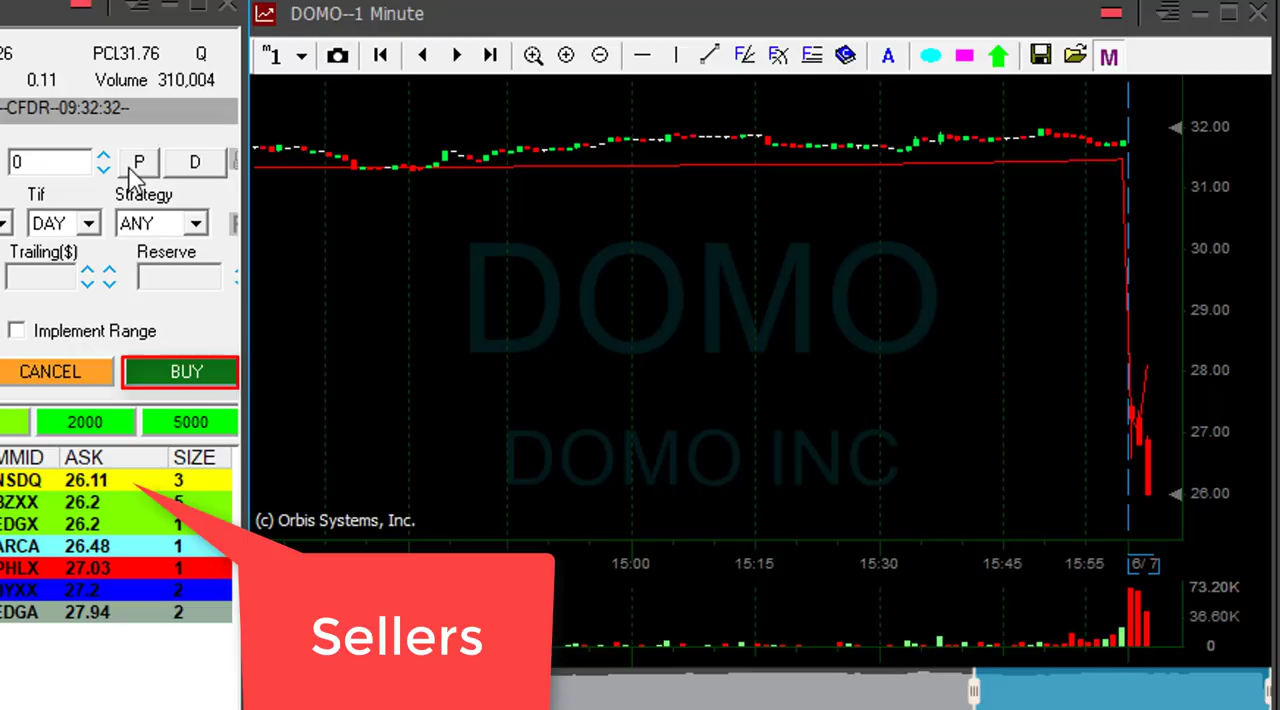 DOMO--1 Minute
26 PCL31.76 Q
0.11 Volume 310,004
--CFDR--09:32:32--
0 P D
Tif Strategy
DAY ANY
Trailing($) Reserve
Implement Range
CANCEL BUY
2000 5000
MMID ASK SIZE
NSDQ 26.11 3
BZXX 26.2 5
EDGX 26.2 1
ARCA 26.48 1
PHLX 27.03 1
BYXX 27.2 2
EDGA 27.94 2
Sellers
m1 A M
DOMO
DOMO INC
(c) Orbis Systems, Inc.
32.00
31.00
30.00
29.00
28.00
27.00
26.00
15:00 15:15 15:30 15:45 15:55 6/ 7
73.20K
36.60K
0